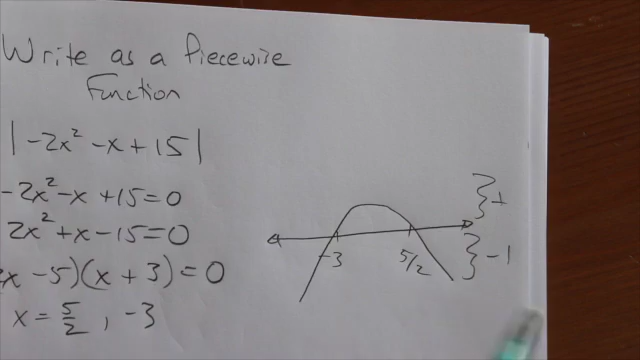 Write as a Piecewise
Function
|-2x² - x + 15|
-2x² - x + 15 = 0
2x² + x - 15 = 0
x - 5)(x + 3) = 0
x = 5/2, -3
-3
5/2
} +
} -1